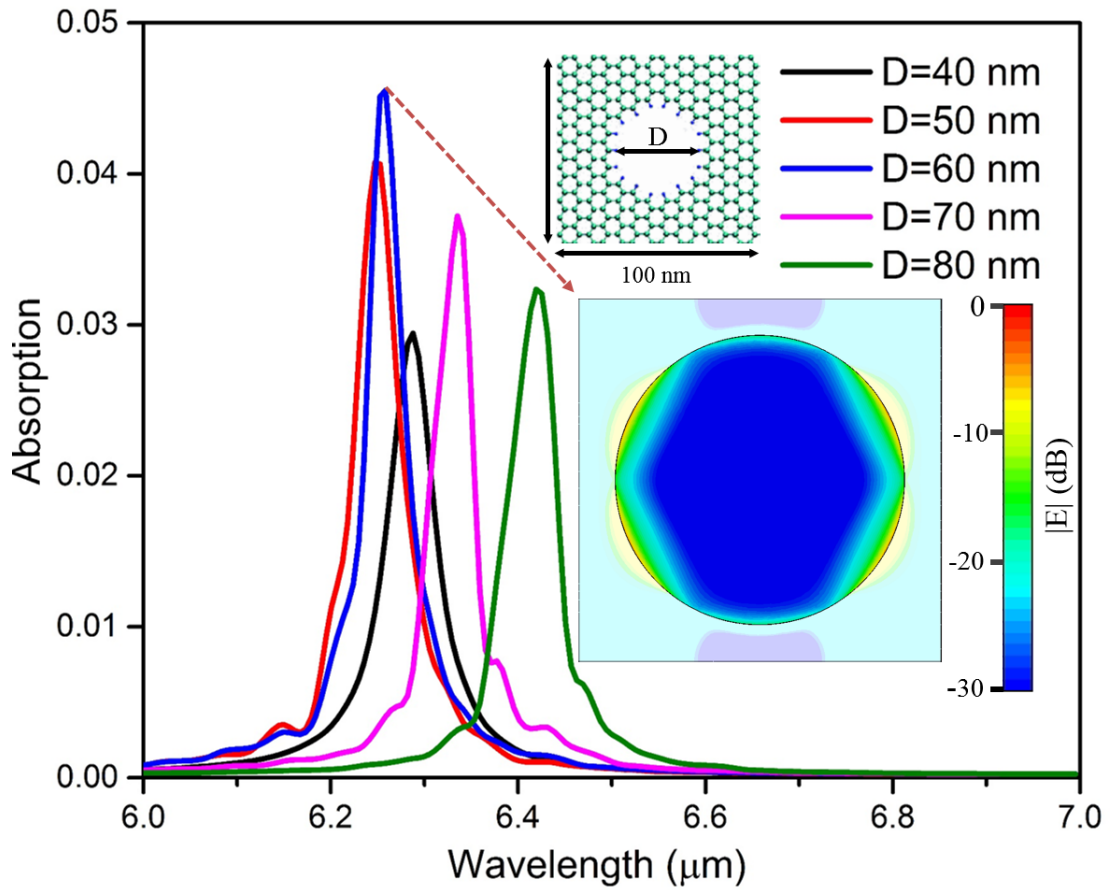 0.05
0.04
0.03
0.02
0.01
0.00
Absorption
6.0
6.2
6.4
6.6
6.8
7.0
Wavelength (μm)
D=40 nm
D=50 nm
D=60 nm
D=70 nm
D=80 nm
D
100 nm
0
-10
-20
-30
|E| (dB)